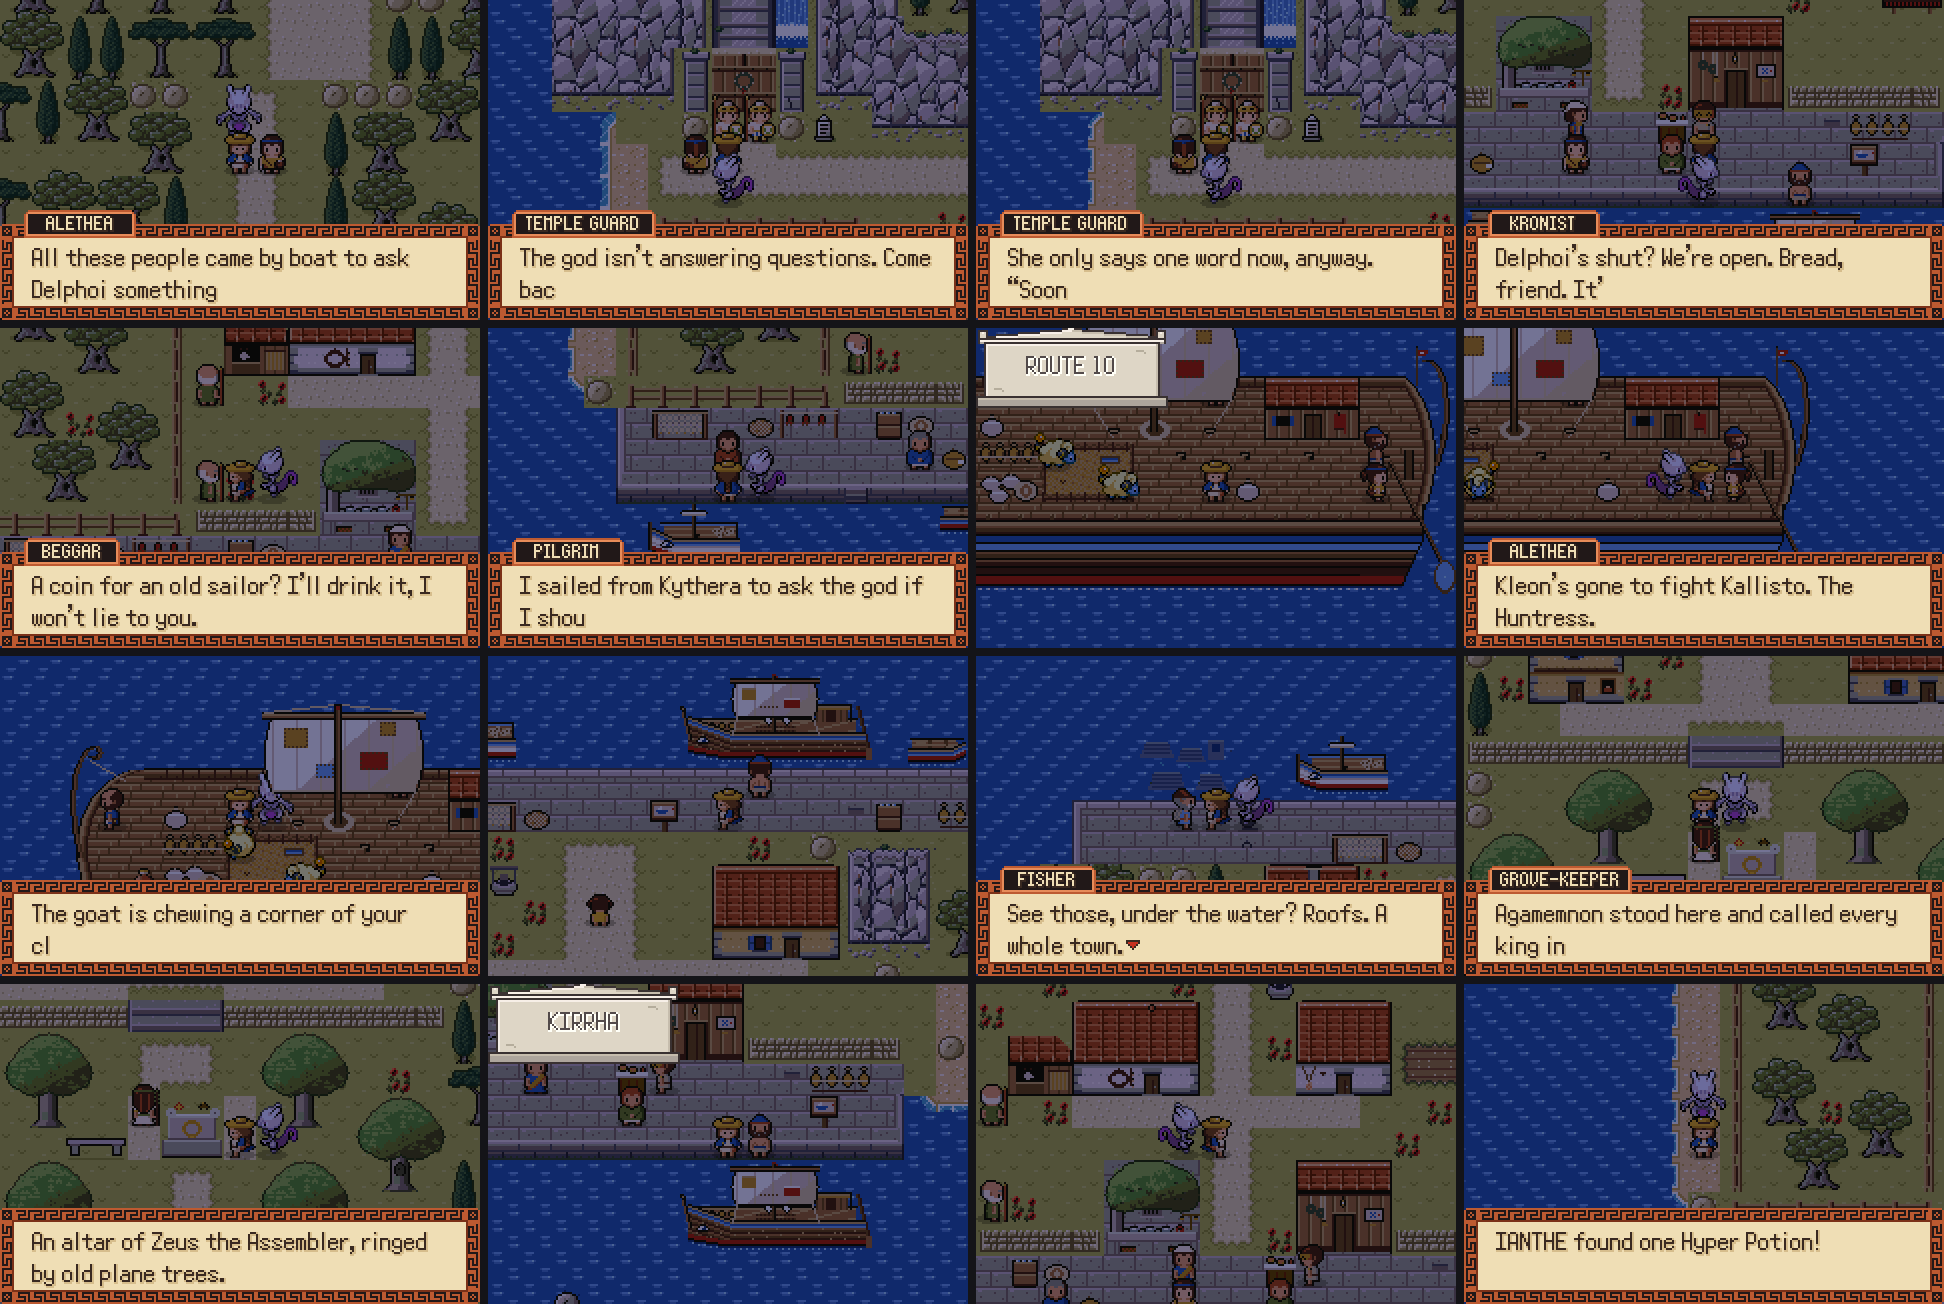 ALETHEA
All these people came by boat to ask
Delphoi something
TEMPLE GUARD
The god isn't answering questions. Come
bac
TEMPLE GUARD
She only says one word now, anyway.
“Soon
KRONIST
Delphoi's shut? We're open. Bread,
friend. It'
BEGGAR
A coin for an old sailor? I'll drink it, I
won't lie to you.
PILGRIM
I sailed from Kythera to ask the god if
I shou
ROUTE 10
ALETHEA
Kleon's gone to fight Kallisto. The
Huntress.
The goat is chewing a corner of your
cl
FISHER
See those, under the water? Roofs. A
whole town.
GROVE-KEEPER
Agamemnon stood here and called every
king in
An altar of Zeus the Assembler, ringed
by old plane trees.
KIRRHA
IANTHE found one Hyper Potion!